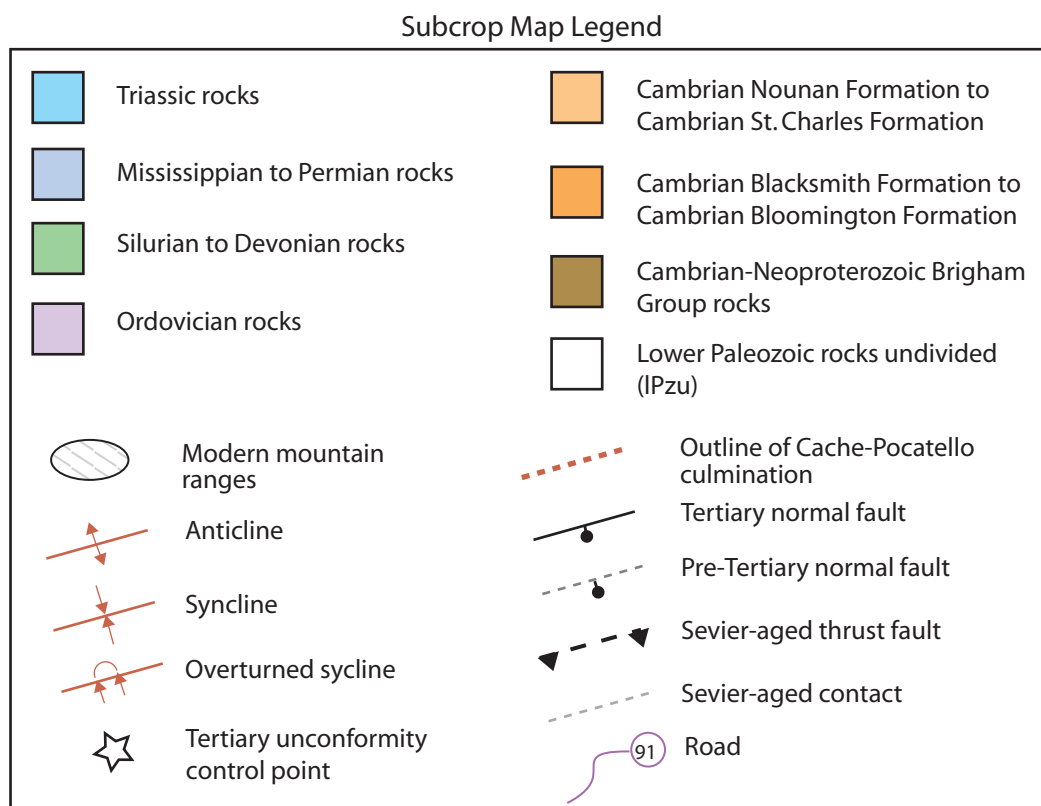 Subcrop Map Legend
Triassic rocks
Mississippian to Permian rocks
Silurian to Devonian rocks
Ordovician rocks
Cambrian Nounan Formation to
Cambrian St. Charles Formation
Cambrian Blacksmith Formation to
Cambrian Bloomington Formation
Cambrian-Neoproterozoic Brigham
Group rocks
Lower Paleozoic rocks undivided
(lPzu)
Modern mountain
ranges
Anticline
Syncline
Overturned sycline
Tertiary unconformity
control point
Outline of Cache-Pocatello
culmination
Tertiary normal fault
Pre-Tertiary normal fault
Sevier-aged thrust fault
Sevier-aged contact
91 Road